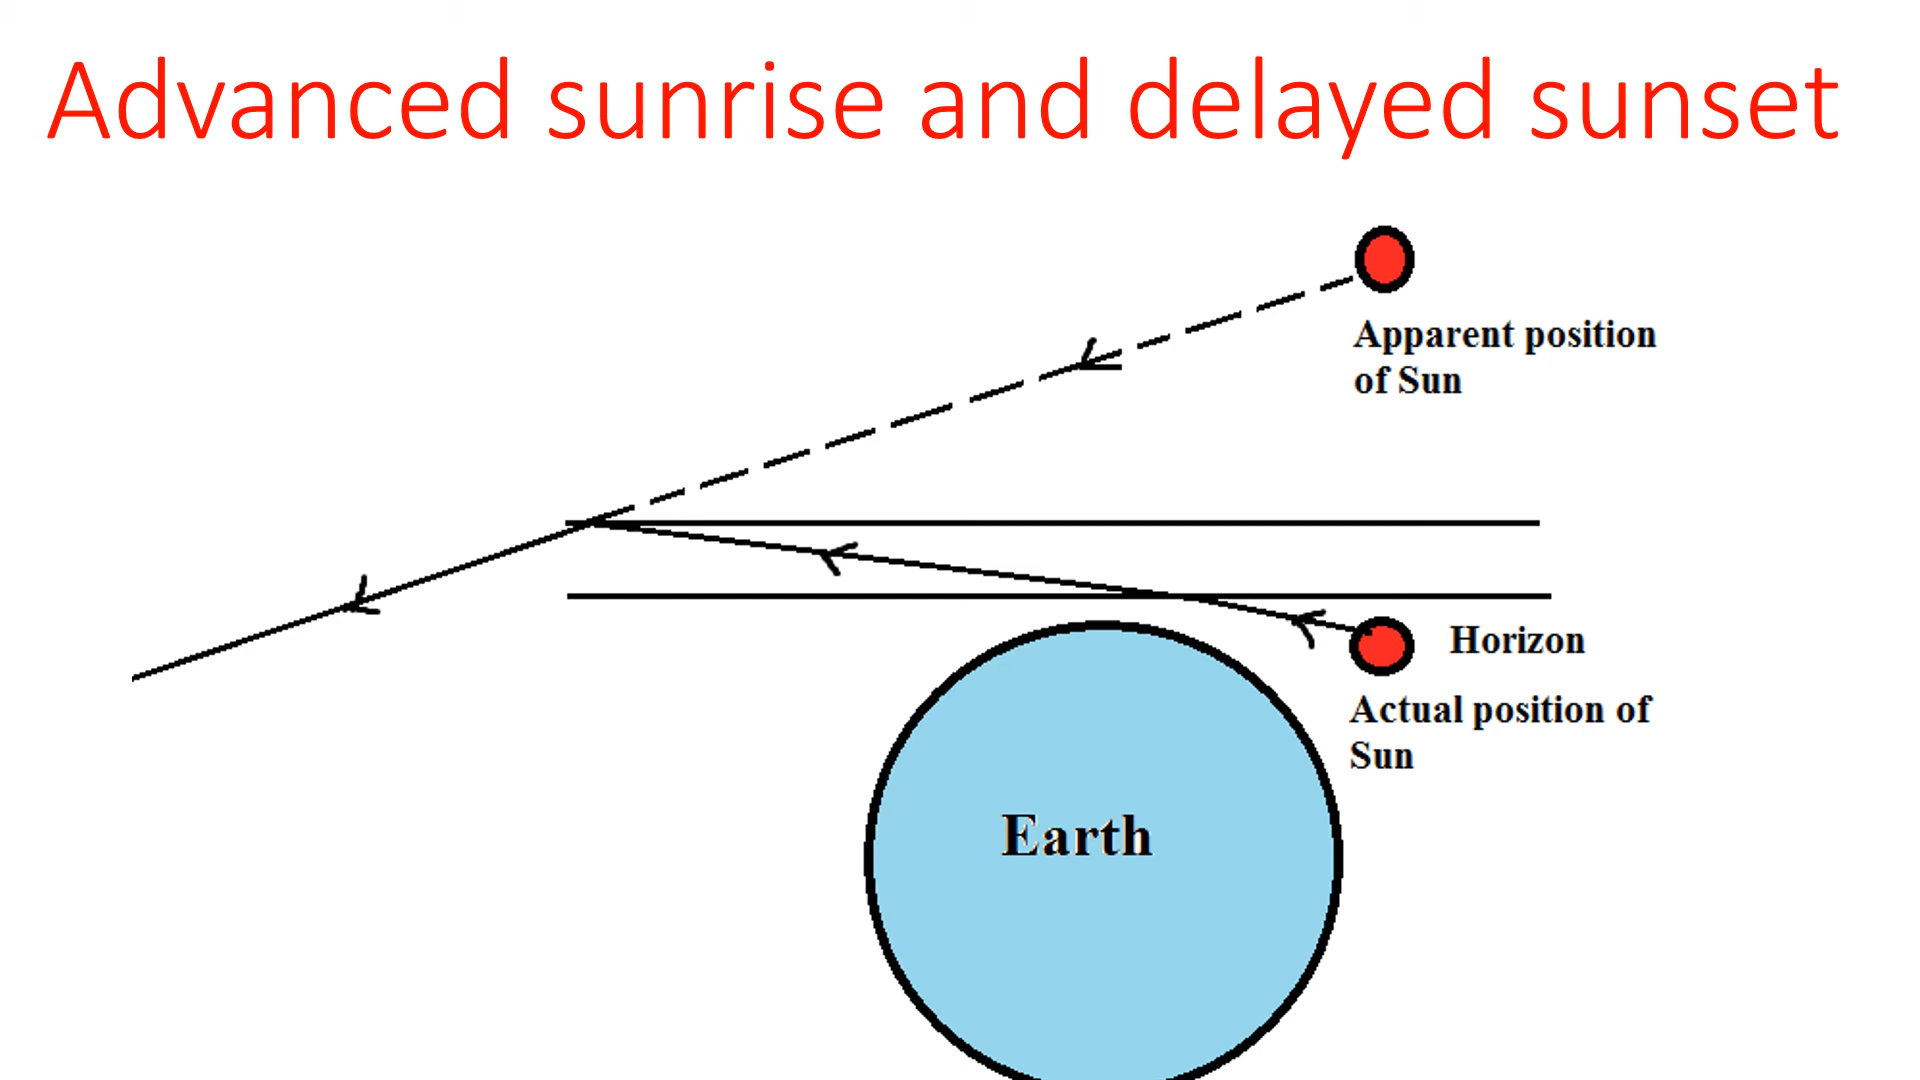 Advanced sunrise and delayed sunset
Apparent position
of Sun
Horizon
Actual position of
Sun
Earth